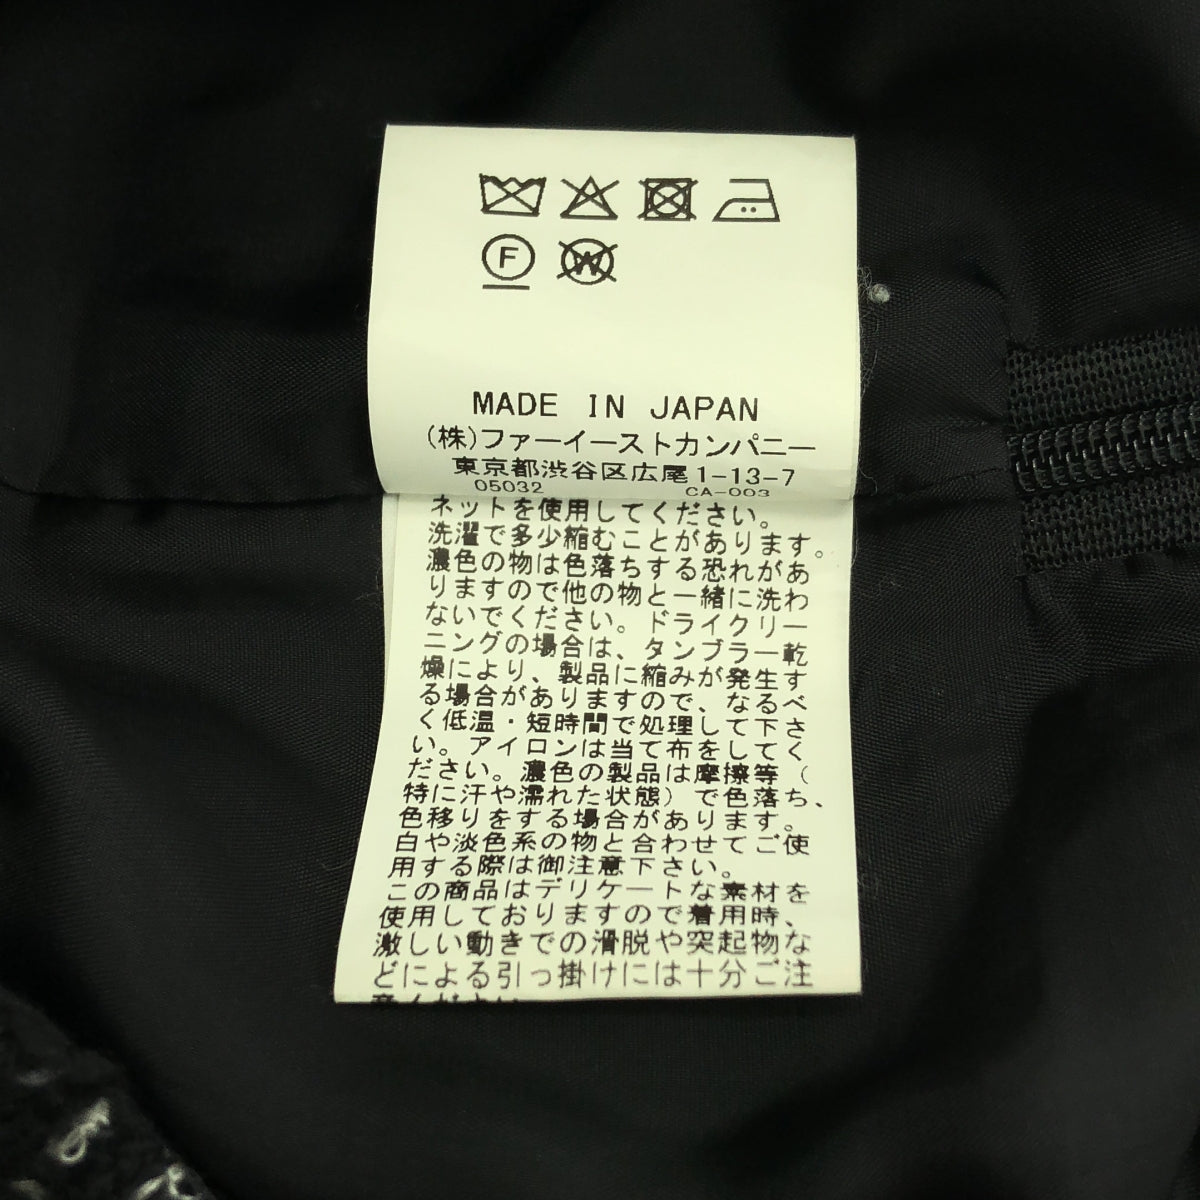 F
W
MADE IN JAPAN
(株)ファーイーストカンパニー
東京都渋谷区広尾1-13-7
05032 CA-003
ネットを使用してください。
洗濯で多少縮むことがあります。
濃色の物は色落ちする恐れがあ
りますので他の物と一緒に洗わ
ないでください。ドライクリー
ニングの場合は、タンブラー乾
燥により、製品に縮みが発生す
る場合がありますので、なるべ
く低温・短時間で処理して下さ
い。アイロンは当て布をしてく
ださい。濃色の製品は摩擦等(
特に汗や濡れた状態)で色落ち、
色移りをする場合があります。
白や淡色系の物と合わせてご使
用する際は御注意下さい。
この商品はデリケートな素材を
使用しておりますので着用時、
激しい動きでの滑脱や突起物な
どによる引っ掛けには十分ご注
意ください